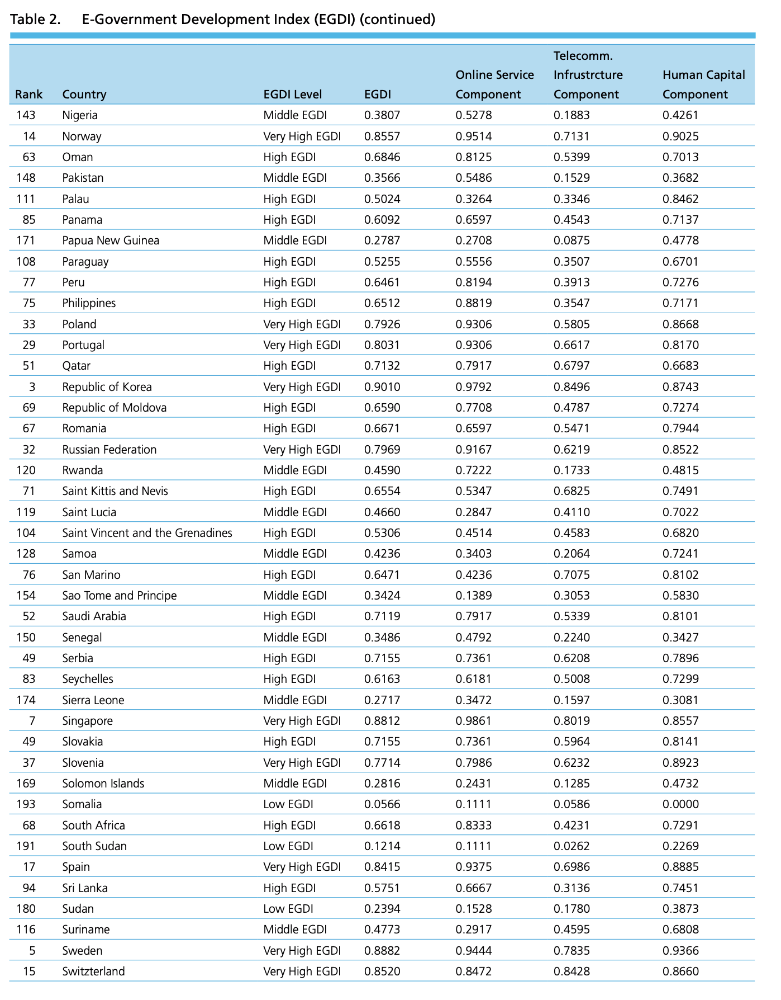 Table 2. E-Government Development Index (EGDI) (continued)
Telecomm.
Online Service Infrustrcture Human Capital
Rank Country EGDI Level EGDI Component Component Component
143 Nigeria Middle EGDI 0.3807 0.5278 0.1883 0.4261
14 Norway Very High EGDI 0.8557 0.9514 0.7131 0.9025
63 Oman High EGDI 0.6846 0.8125 0.5399 0.7013
148 Pakistan Middle EGDI 0.3566 0.5486 0.1529 0.3682
111 Palau High EGDI 0.5024 0.3264 0.3346 0.8462
85 Panama High EGDI 0.6092 0.6597 0.4543 0.7137
171 Papua New Guinea Middle EGDI 0.2787 0.2708 0.0875 0.4778
108 Paraguay High EGDI 0.5255 0.5556 0.3507 0.6701
77 Peru High EGDI 0.6461 0.8194 0.3913 0.7276
75 Philippines High EGDI 0.6512 0.8819 0.3547 0.7171
33 Poland Very High EGDI 0.7926 0.9306 0.5805 0.8668
29 Portugal Very High EGDI 0.8031 0.9306 0.6617 0.8170
51 Qatar High EGDI 0.7132 0.7917 0.6797 0.6683
3 Republic of Korea Very High EGDI 0.9010 0.9792 0.8496 0.8743
69 Republic of Moldova High EGDI 0.6590 0.7708 0.4787 0.7274
67 Romania High EGDI 0.6671 0.6597 0.5471 0.7944
32 Russian Federation Very High EGDI 0.7969 0.9167 0.6219 0.8522
120 Rwanda Middle EGDI 0.4590 0.7222 0.1733 0.4815
71 Saint Kittis and Nevis High EGDI 0.6554 0.5347 0.6825 0.7491
119 Saint Lucia Middle EGDI 0.4660 0.2847 0.4110 0.7022
104 Saint Vincent and the Grenadines High EGDI 0.5306 0.4514 0.4583 0.6820
128 Samoa Middle EGDI 0.4236 0.3403 0.2064 0.7241
76 San Marino High EGDI 0.6471 0.4236 0.7075 0.8102
154 Sao Tome and Principe Middle EGDI 0.3424 0.1389 0.3053 0.5830
52 Saudi Arabia High EGDI 0.7119 0.7917 0.5339 0.8101
150 Senegal Middle EGDI 0.3486 0.4792 0.2240 0.3427
49 Serbia High EGDI 0.7155 0.7361 0.6208 0.7896
83 Seychelles High EGDI 0.6163 0.6181 0.5008 0.7299
174 Sierra Leone Middle EGDI 0.2717 0.3472 0.1597 0.3081
7 Singapore Very High EGDI 0.8812 0.9861 0.8019 0.8557
49 Slovakia High EGDI 0.7155 0.7361 0.5964 0.8141
37 Slovenia Very High EGDI 0.7714 0.7986 0.6232 0.8923
169 Solomon Islands Middle EGDI 0.2816 0.2431 0.1285 0.4732
193 Somalia Low EGDI 0.0566 0.1111 0.0586 0.0000
68 South Africa High EGDI 0.6618 0.8333 0.4231 0.7291
191 South Sudan Low EGDI 0.1214 0.1111 0.0262 0.2269
17 Spain Very High EGDI 0.8415 0.9375 0.6986 0.8885
94 Sri Lanka High EGDI 0.5751 0.6667 0.3136 0.7451
180 Sudan Low EGDI 0.2394 0.1528 0.1780 0.3873
116 Suriname Middle EGDI 0.4773 0.2917 0.4595 0.6808
5 Sweden Very High EGDI 0.8882 0.9444 0.7835 0.9366
15 Switzterland Very High EGDI 0.8520 0.8472 0.8428 0.8660